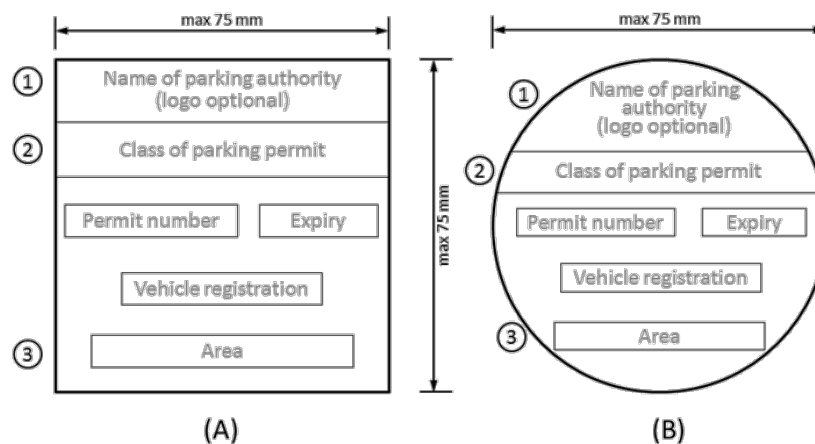 max 75 mm
max 75 mm
1
Name of parking authority
(logo optional)
2
Class of parking permit
Permit number
Expiry
Vehicle registration
3
Area
(A)
max 75 mm
1
Name of parking
authority
(logo optional)
2
Class of parking permit
Permit number
Expiry
Vehicle registration
3
Area
(B)